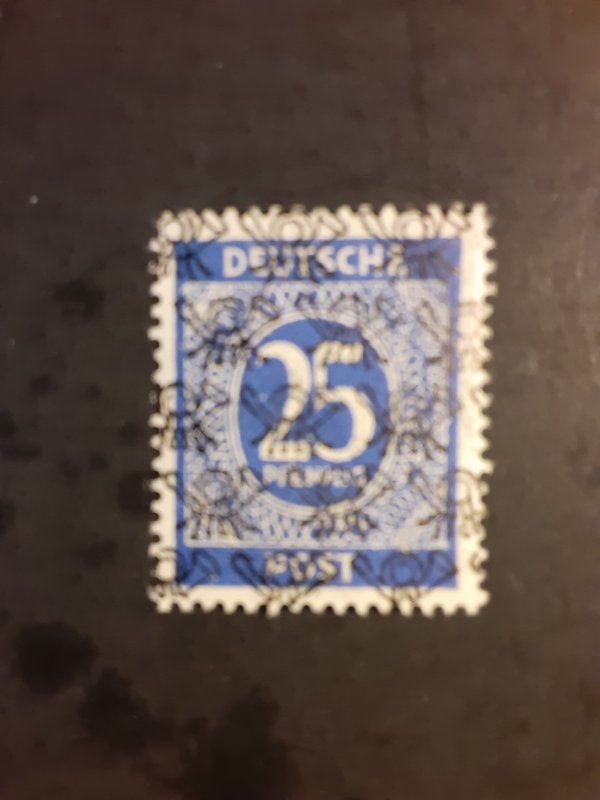 DEUTSCHE
25
PFENNIG
POST